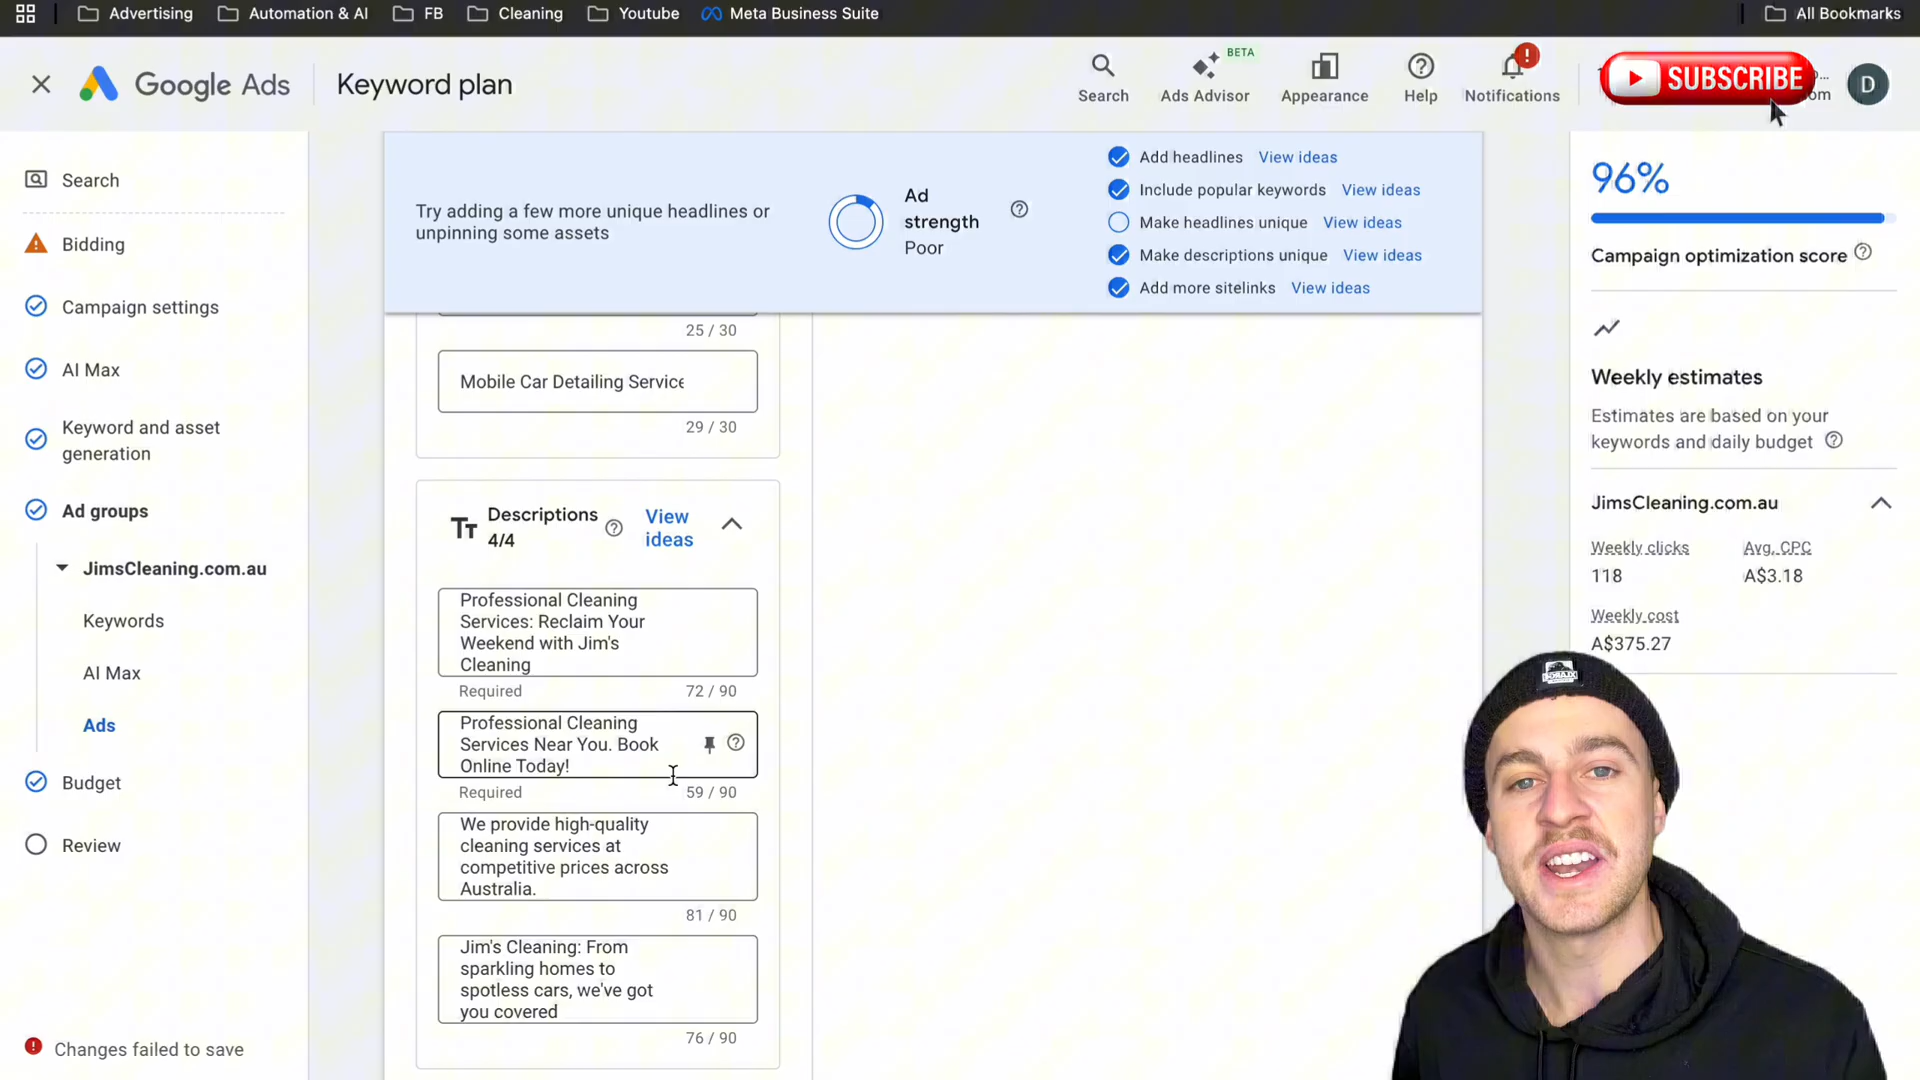 Advertising
Automation & AI
FB
Cleaning
Youtube
Meta Business Suite
All Bookmarks
Google Ads
Keyword plan
Search
BETA
Ads Advisor
Appearance
Help
Notifications
SUBSCRIBE
D
Search
Bidding
Campaign settings
AI Max
Keyword and asset
generation
Ad groups
JimsCleaning.com.au
Keywords
AI Max
Ads
Budget
Review
Changes failed to save
Try adding a few more unique headlines or
unpinning some assets
Ad
strength
Poor
Add headlines View ideas
Include popular keywords View ideas
Make headlines unique View ideas
Make descriptions unique View ideas
Add more sitelinks View ideas
25 / 30
Mobile Car Detailing Service
29 / 30
Descriptions
4/4
View
ideas
Professional Cleaning
Services: Reclaim Your
Weekend with Jim's
Cleaning
Required 72 / 90
Professional Cleaning
Services Near You. Book
Online Today!
Required 59 / 90
We provide high-quality
cleaning services at
competitive prices across
Australia.
81 / 90
Jim's Cleaning: From
sparkling homes to
spotless cars, we've got
you covered
76 / 90
96%
Campaign optimization score
Weekly estimates
Estimates are based on your
keywords and daily budget
JimsCleaning.com.au
Weekly clicks Avg. CPC
118 A$3.18
Weekly cost
A$375.27